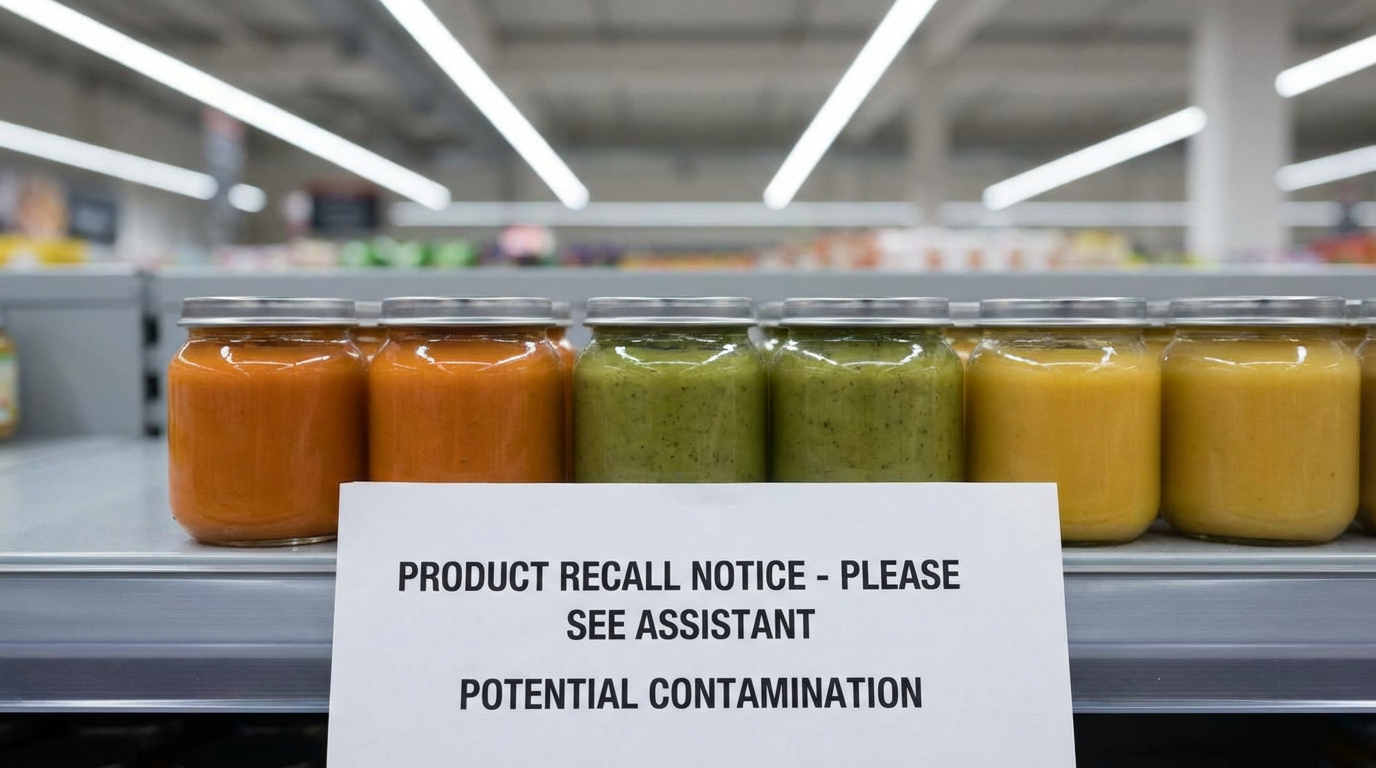 PRODUCT RECALL NOTICE - PLEASE
SEE ASSISTANT
POTENTIAL CONTAMINATION